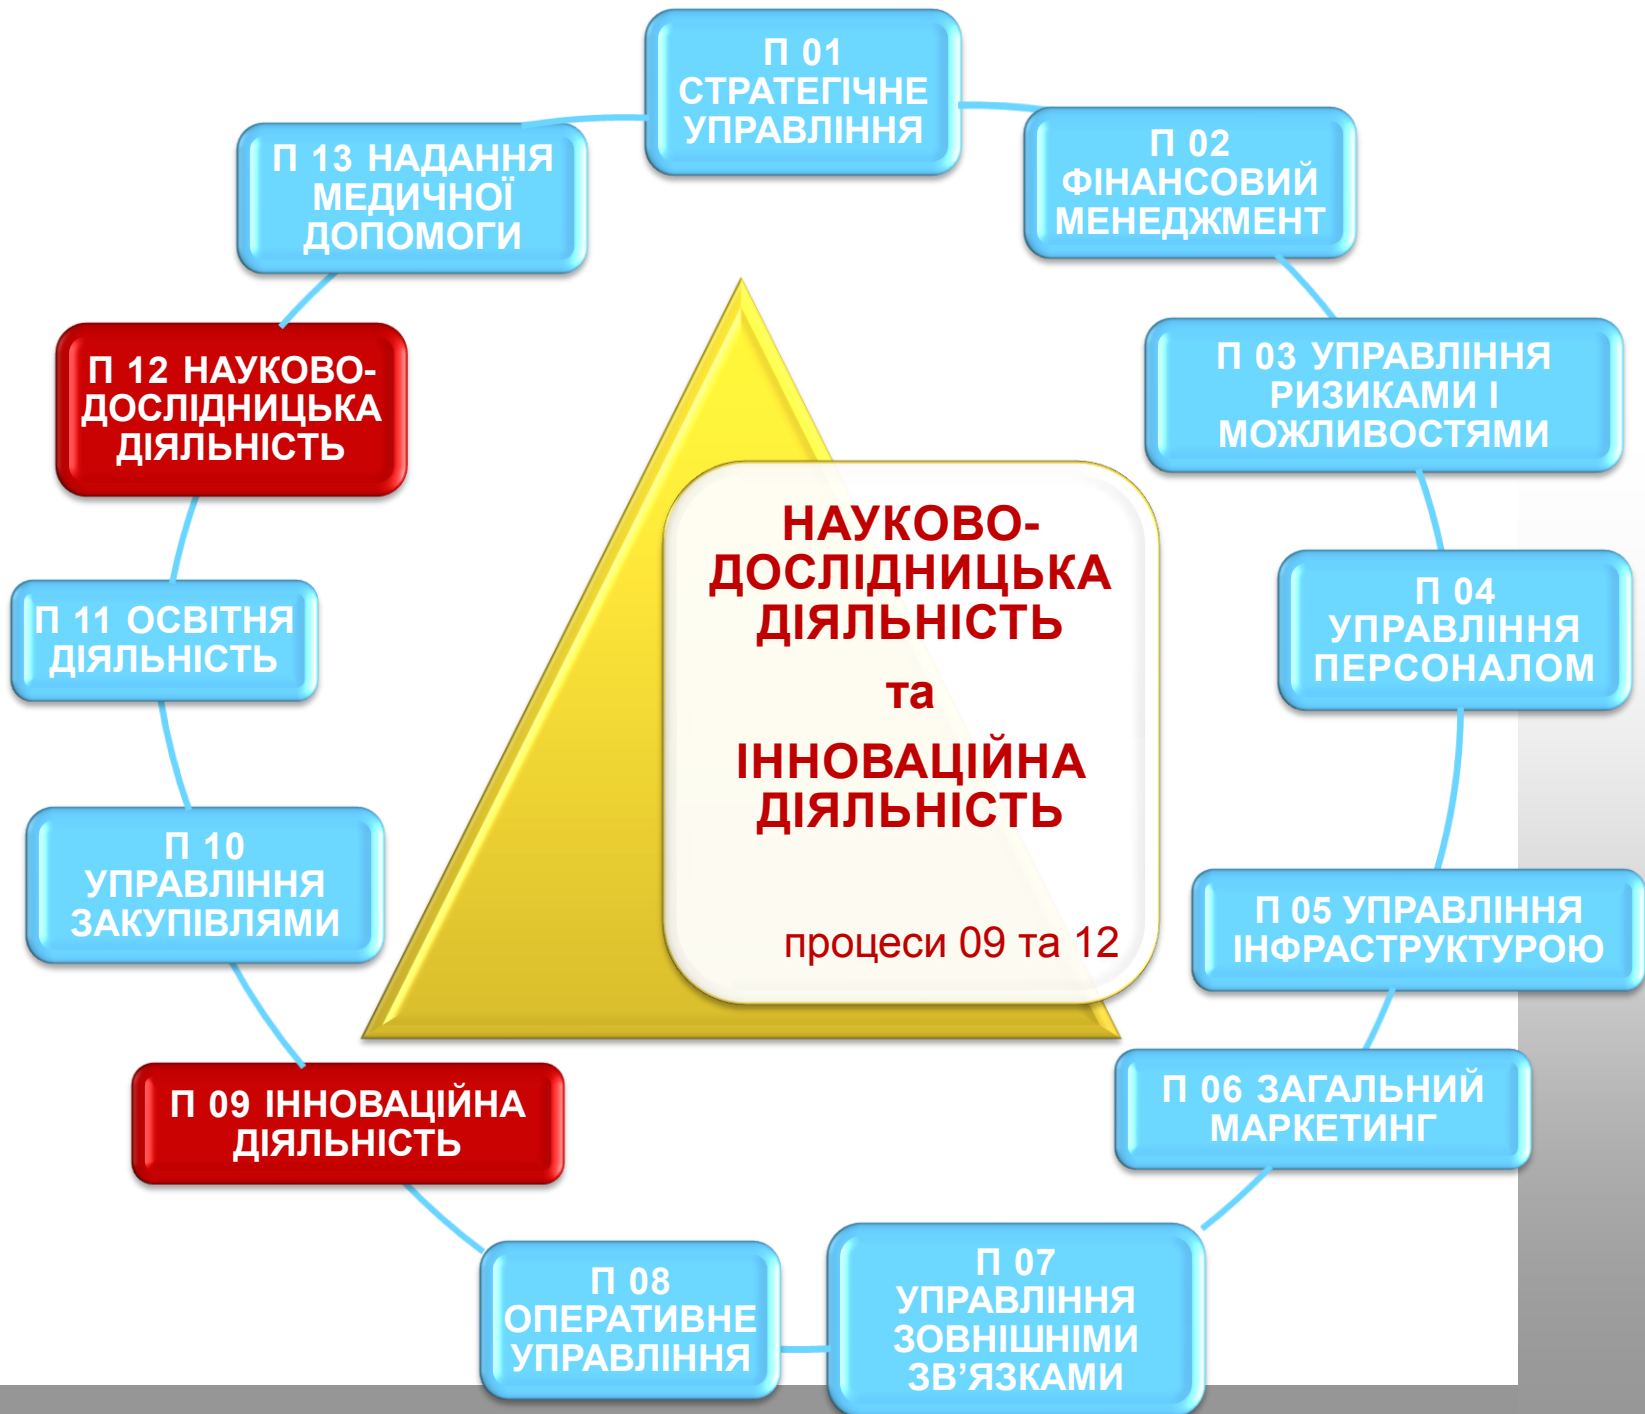 П 01
СТРАТЕГІЧНЕ
УПРАВЛІННЯ
П 02
ФІНАНСОВИЙ
МЕНЕДЖМЕНТ
П 03 УПРАВЛІННЯ
РИЗИКАМИ І
МОЖЛИВОСТЯМИ
П 04
УПРАВЛІННЯ
ПЕРСОНАЛОМ
П 05 УПРАВЛІННЯ
ІНФРАСТРУКТУРОЮ
П 06 ЗАГАЛЬНИЙ
МАРКЕТИНГ
П 07
УПРАВЛІННЯ
ЗОВНІШНІМИ
ЗВ’ЯЗКАМИ
П 08
ОПЕРАТИВНЕ
УПРАВЛІННЯ
П 09 ІННОВАЦІЙНА
ДІЯЛЬНІСТЬ
П 10
УПРАВЛІННЯ
ЗАКУПІВЛЯМИ
П 11 ОСВІТНЯ
ДІЯЛЬНІСТЬ
П 12 НАУКОВО-
ДОСЛІДНИЦЬКА
ДІЯЛЬНІСТЬ
П 13 НАДАННЯ
МЕДИЧНОЇ
ДОПОМОГИ
НАУКОВО-
ДОСЛІДНИЦЬКА
ДІЯЛЬНІСТЬ
та
ІННОВАЦІЙНА
ДІЯЛЬНІСТЬ
процеси 09 та 12